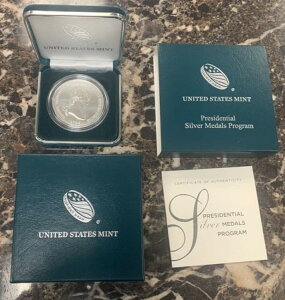 UNITED STATES MINT
UNITED STATES MINT
Presidential
Silver Medals Program
UNITED STATES MINT
CERTIFICATE OF AUTHENTICITY
PRESIDENTIAL
Silver MEDALS
PROGRAM